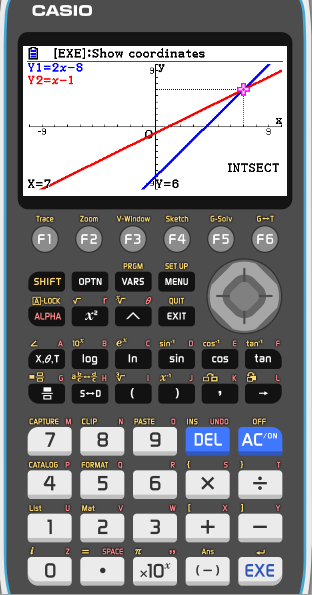 CASIO
[EXE]:Show coordinates
Y1=2x-8
Y2=x-1
9 y
-9 O 9 x
INTSECT
-9
X=7 Y=6
Trace Zoom V-Window Sketch G-Solv G↔T
F1 F2 F3 F4 F5 F6
PRGM SET UP
SHIFT OPTN VARS MENU
A-LOCK √ r ³√ θ QUIT
ALPHA x² ^ EXIT
∠ A 10ˣ B eˣ C sin⁻¹ D cos⁻¹ E tan⁻¹ F
X,θ,T log ln sin cos tan
G H ³√ I x⁻¹ J K L
S↔D ( ) , →
CAPTURE M CLIP N PASTE O INS UNDO OFF
7 8 9 DEL AC/ON
CATALOG P FORMAT Q R { S } T
4 5 6 × ÷
List U Mat V W [ X ] Y
1 2 3 + −
i Z = SPACE π " Ans ↵
0 • ×10ˣ (−) EXE